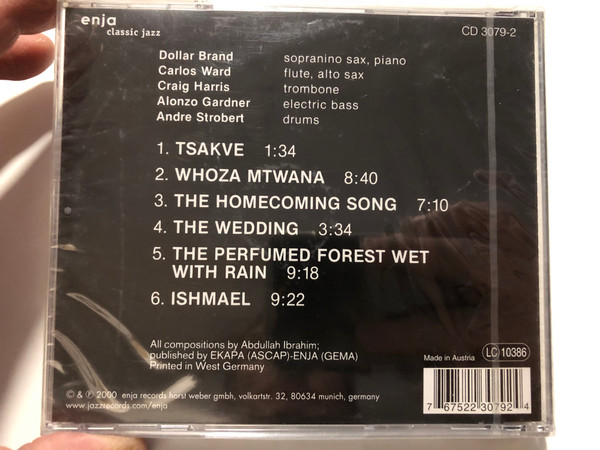 enja
classic jazz
CD 3079-2
Dollar Brand sopranino sax, piano
Carlos Ward flute, alto sax
Craig Harris trombone
Alonzo Gardner electric bass
Andre Strobert drums
1. TSAKVE 1:34
2. WHOZA MTWANA 8:40
3. THE HOMECOMING SONG 7:10
4. THE WEDDING 3:34
5. THE PERFUMED FOREST WET
WITH RAIN 9:18
6. ISHMAEL 9:22
All compositions by Abdullah Ibrahim;
published by EKAPA (ASCAP)-ENJA (GEMA)
Printed in West Germany
Made in Austria LC 10386
© & ℗ 2000 enja records horst weber gmbh, volkartstr. 32, 80634 munich, germany
www.jazzrecords.com/enja
7 67522 30792 4